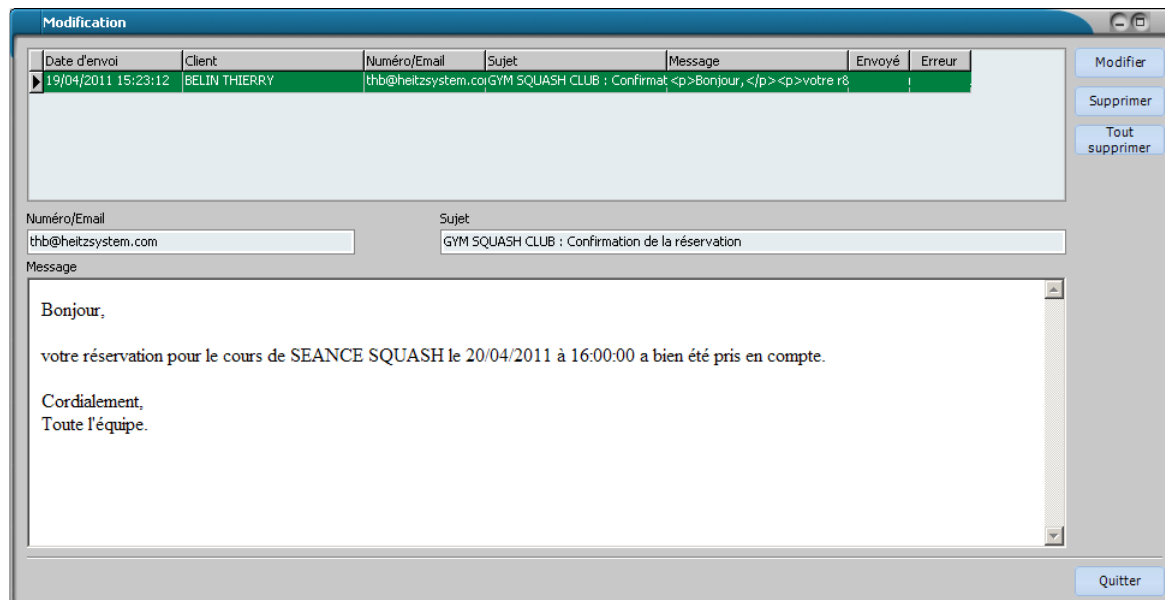 Modification
Date d'envoi Client Numéro/Email Sujet Message Envoyé Erreur
19/04/2011 15:23:12 BELIN THIERRY thb@heitzsystem.co GYM SQUASH CLUB : Confirmat <p>Bonjour,</p><p>votre r&
Modifier
Supprimer
Tout
supprimer
Numéro/Email Sujet
thb@heitzsystem.com GYM SQUASH CLUB : Confirmation de la réservation
Message
Bonjour,
votre réservation pour le cours de SEANCE SQUASH le 20/04/2011 à 16:00:00 a bien été pris en compte.
Cordialement,
Toute l'équipe.
Quitter